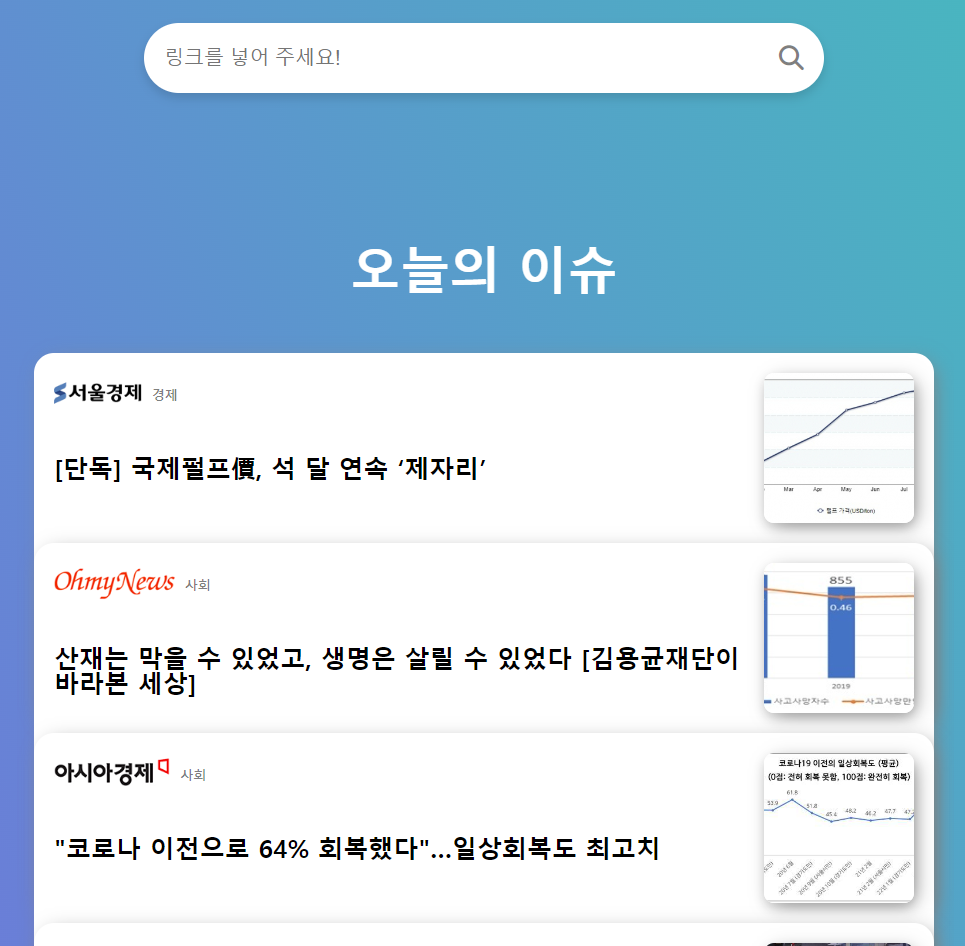 링크를 넣어 주세요!
오늘의 이슈
서울경제 경제
[단독] 국제펄프價, 석 달 연속 ‘제자리’
Mar Apr May Jun Jul
펄프 가격(USD/ton)
OhmyNews 사회
산재는 막을 수 있었고, 생명은 살릴 수 있었다 [김용균재단이
바라본 세상]
855
0.46
2019
사고사망자수 사고사망만
아시아경제 사회
"코로나 이전으로 64% 회복했다"...일상회복도 최고치
코로나19 이전의 일상회복도 (평균)
(0점: 전혀 회복 못함, 100점: 완전히 회복)
53.9 61.8 51.8 45.4 48.2 46.2 47.7 47.2